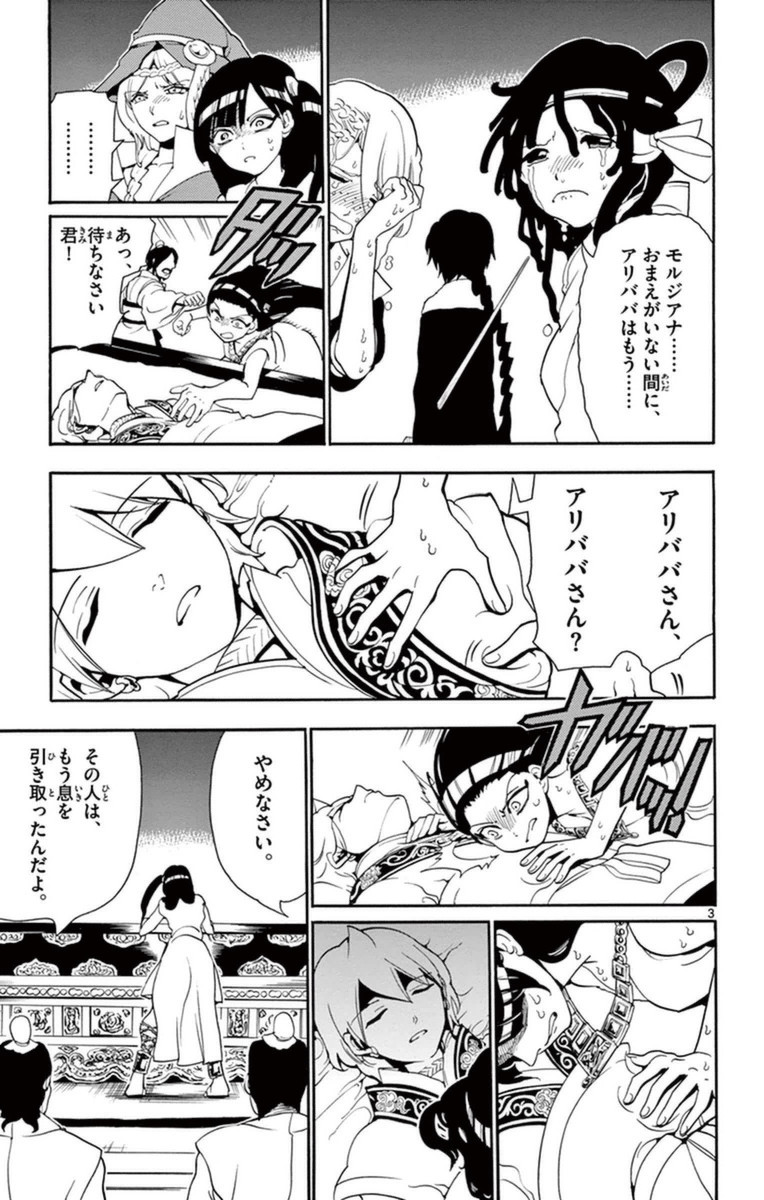 モルジアナ……
おまえがいない間に、
アリババはもう……
…………
…………
ダッ
あっ、
待ちなさい
君！
アリババさん、
アリババさん？
ガバッ!
やめなさい。
その人は、
もう息を
引き取ったんだよ。
3